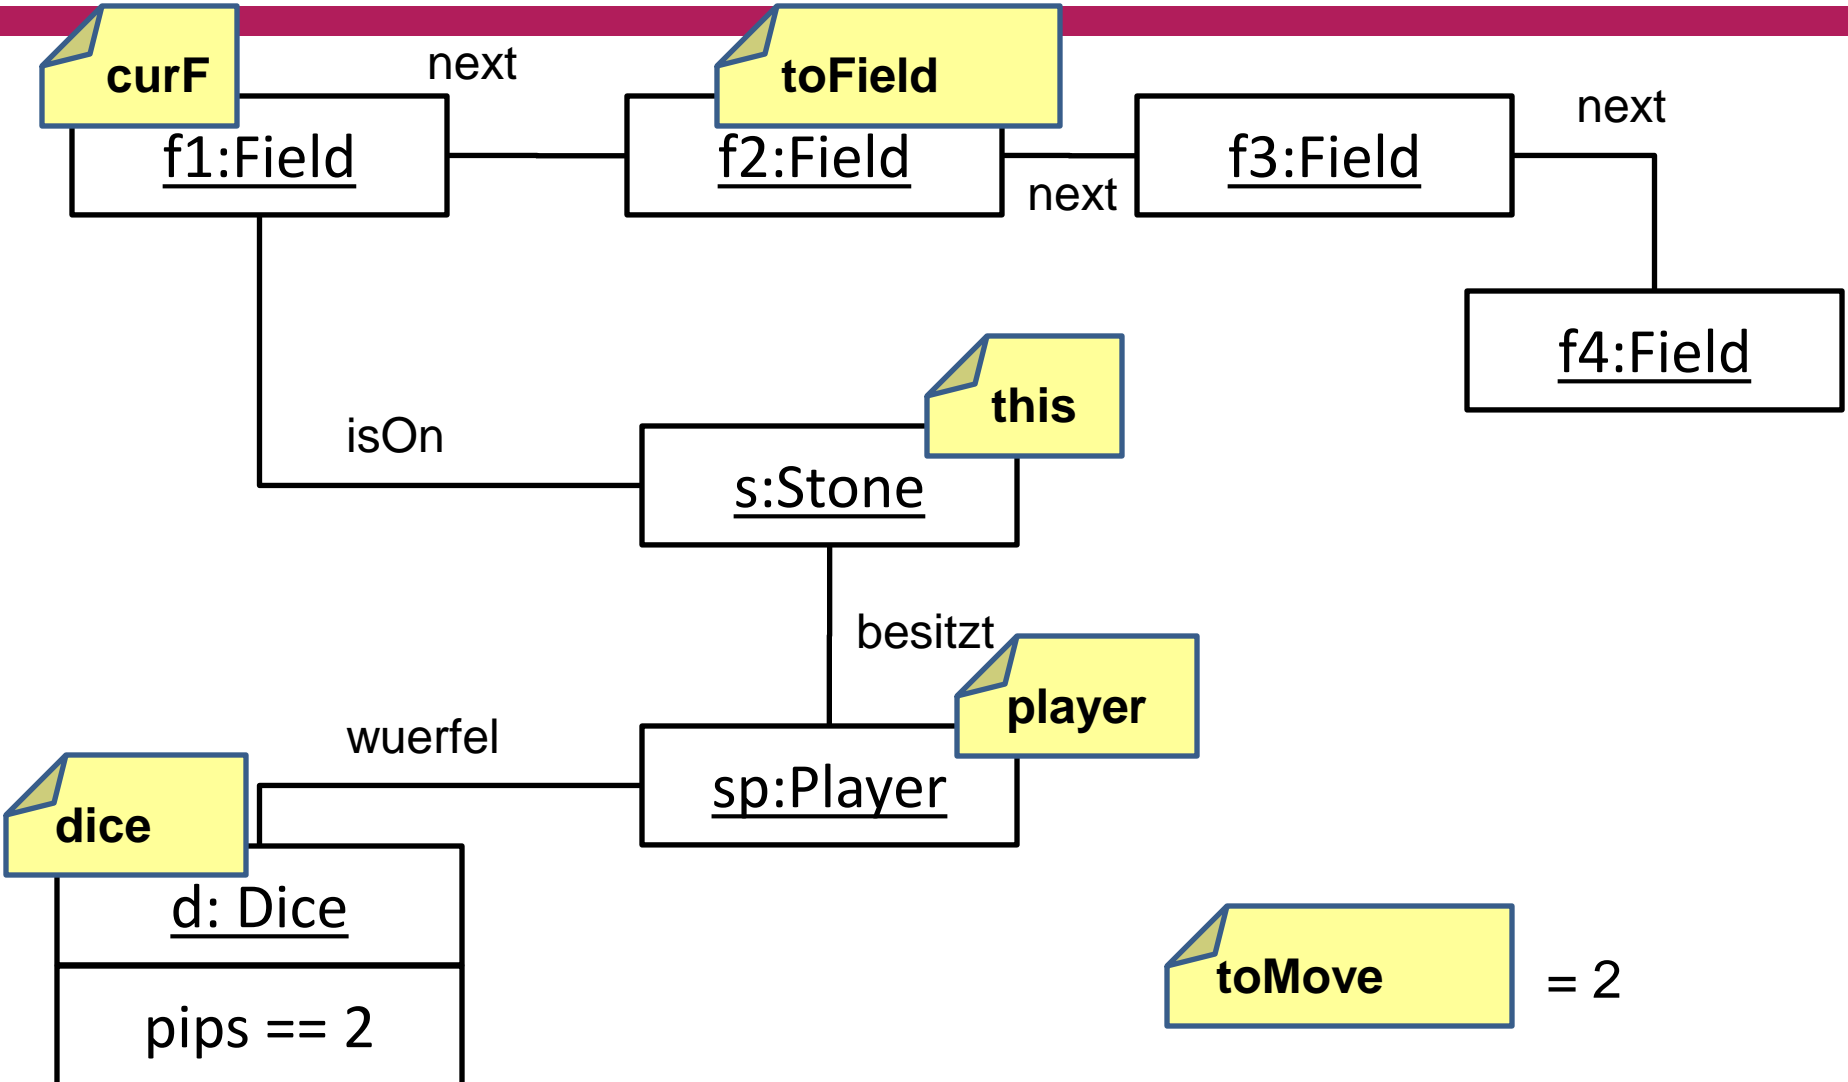 curF
next
toField
next
f1:Field
f2:Field
f3:Field
next
f4:Field
this
isOn
s:Stone
besitzt
player
wuerfel
sp:Player
dice
d: Dice
toMove
= 2
pips == 2